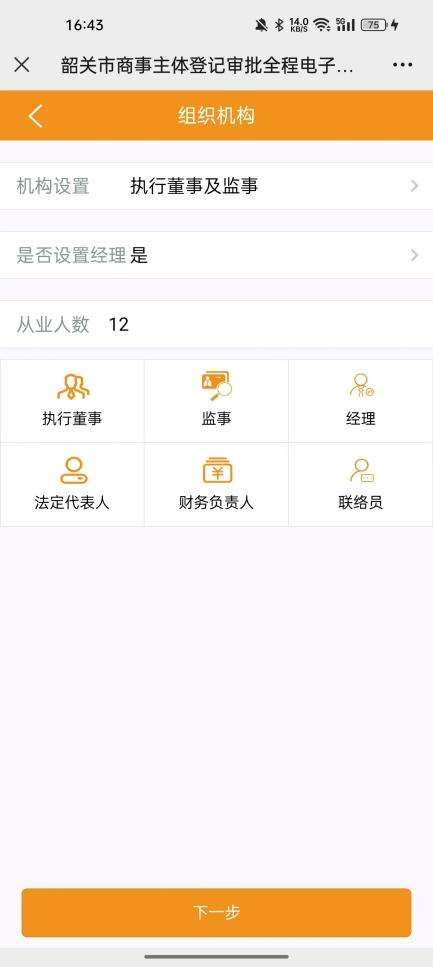 16:43
14.0 KB/S 5G 75
韶关市商事主体登记审批全程电子...
组织机构
机构设置 执行董事及监事
是否设置经理 是
从业人数 12
执行董事 监事 经理
法定代表人 财务负责人 联络员
下一步